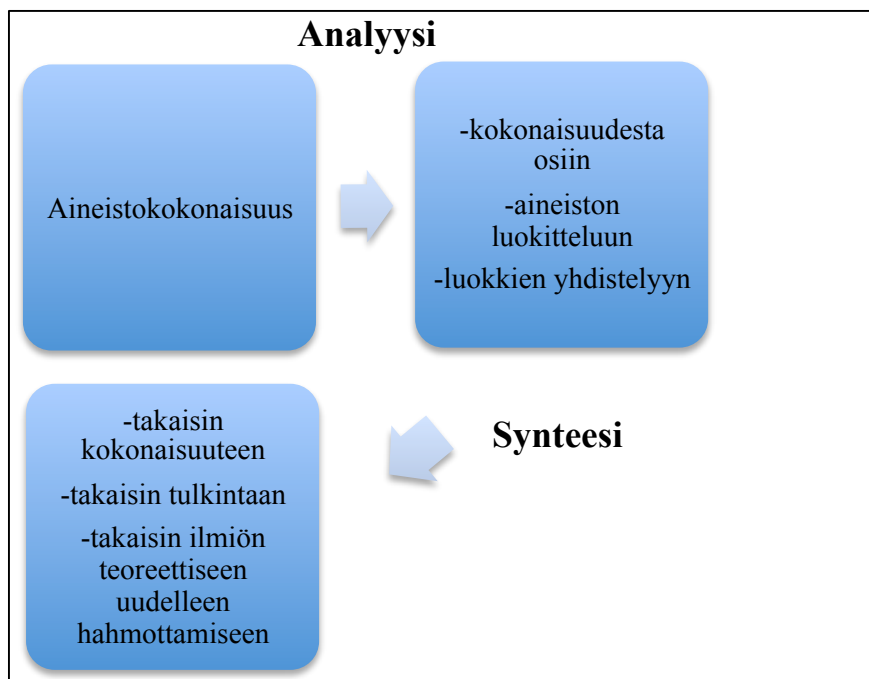 Analyysi
Aineistokokonaisuus
-kokonaisuudesta
osiin
-aineiston
luokitteluun
-luokkien yhdistelyyn
Synteesi
-takaisin
kokonaisuuteen
-takaisin tulkintaan
-takaisin ilmiön
teoreettiseen
uudelleen
hahmottamiseen